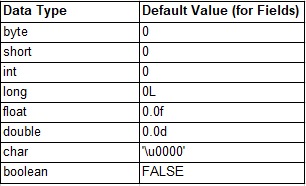 Data Type Default Value (for Fields)
byte 0
short 0
int 0
long 0L
float 0.0f
double 0.0d
char '\u0000'
boolean FALSE